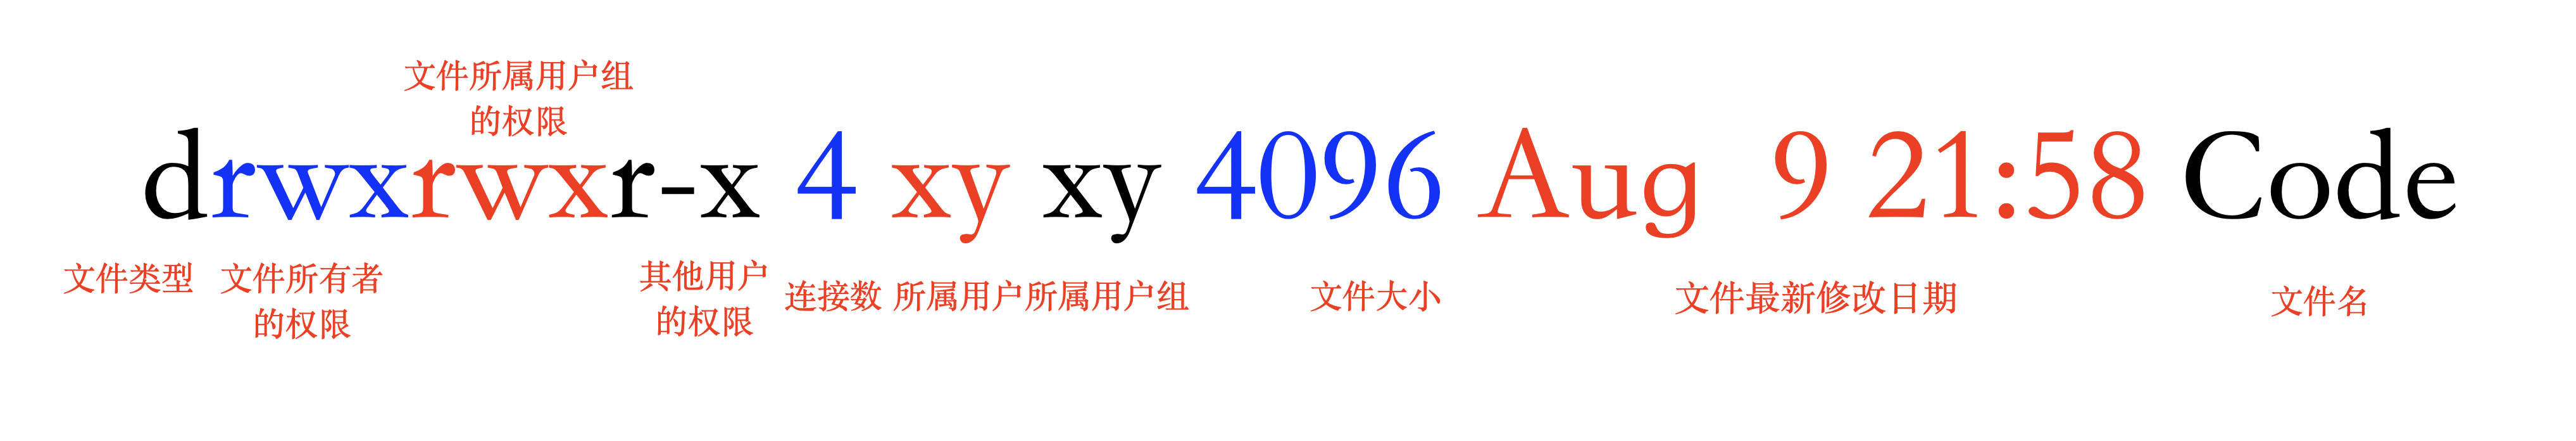 文件所属用户组
的权限
drwxrwxr-x 4 xy xy 4096 Aug  9 21:58 Code
文件类型 文件所有者
的权限
其他用户
的权限
连接数 所属用户 所属用户组 文件大小 文件最新修改日期 文件名